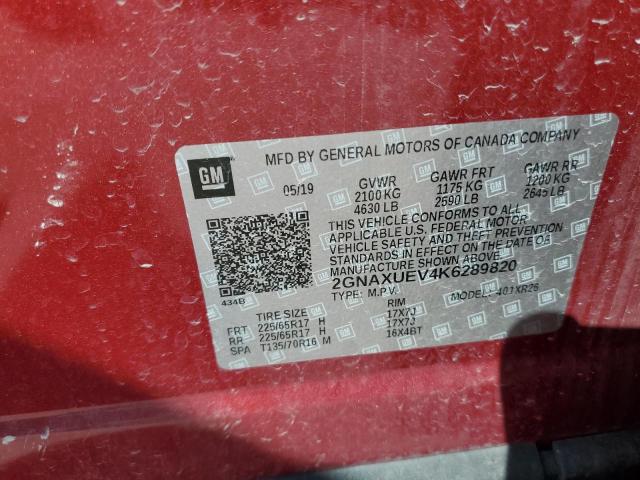 GM
MFD BY GENERAL MOTORS OF CANADA COMPANY
05/19 GVWR GAWR FRT GAWR RR
2100 KG 1175 KG 1200 KG
4630 LB 2590 LB 2645 LB
THIS VEHICLE CONFORMS TO ALL
APPLICABLE U.S. FEDERAL MOTOR
VEHICLE SAFETY AND THEFT PREVENTION
STANDARDS IN EFFECT ON THE DATE OF
MANUFACTURE SHOWN ABOVE.
2GNAXUEV4K6289820
434B TYPE: M.P.V. MODEL: 401XR26
TIRE SIZE RIM
FRT 225/65R17 H 17X7J
RR 225/65R17 H 17X7J
SPA T135/70R16 M 16X4BT